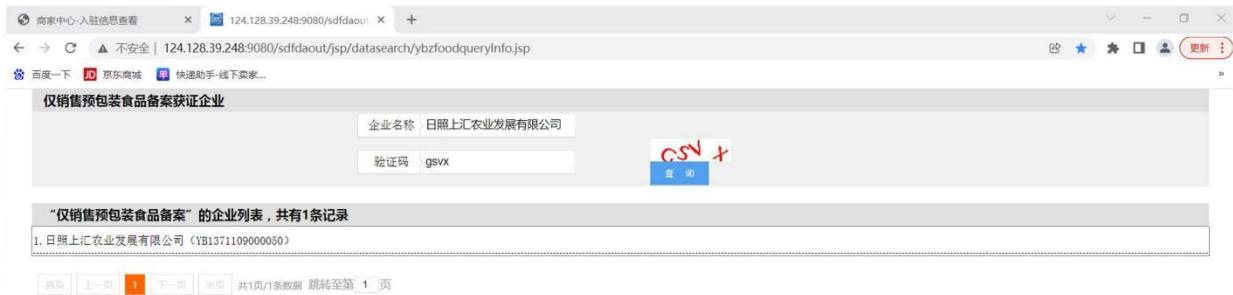 商家中心-入驻信息查看
124.128.39.248:9080/sdfdaout
不安全 | 124.128.39.248:9080/sdfdaout/jsp/datasearch/ybzfoodqueryInfo.jsp
更新
百度一下 JD 京东商城 单 快递助手-线下卖家...
仅销售预包装食品备案获证企业
企业名称 日照上汇农业发展有限公司
验证码 gsvx
GSV X
查 询
“仅销售预包装食品备案” 的企业列表，共有1条记录
1. 日照上汇农业发展有限公司（YB1371109000050）
首页 上一页 1 下一页 末页 共1页/1条数据 跳转至第 1 页